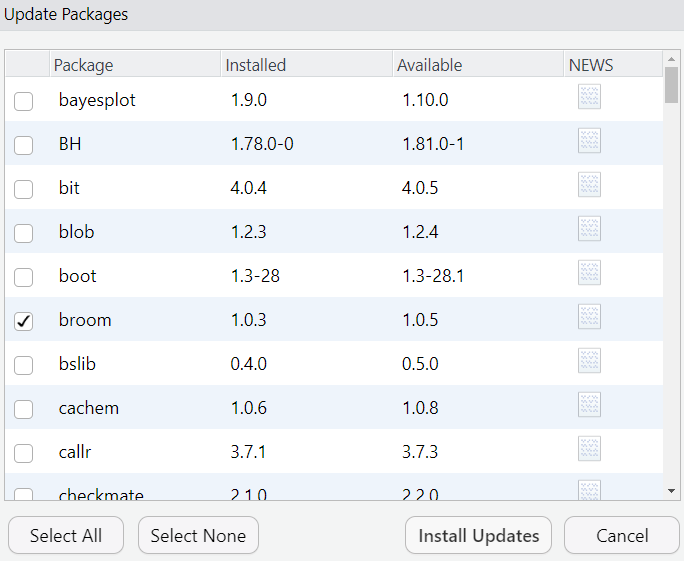 Update Packages
Package Installed Available NEWS
bayesplot 1.9.0 1.10.0
BH 1.78.0-0 1.81.0-1
bit 4.0.4 4.0.5
blob 1.2.3 1.2.4
boot 1.3-28 1.3-28.1
broom 1.0.3 1.0.5
bslib 0.4.0 0.5.0
cachem 1.0.6 1.0.8
callr 3.7.1 3.7.3
checkmate 2.1.0 2.2.0
Select All Select None Install Updates Cancel